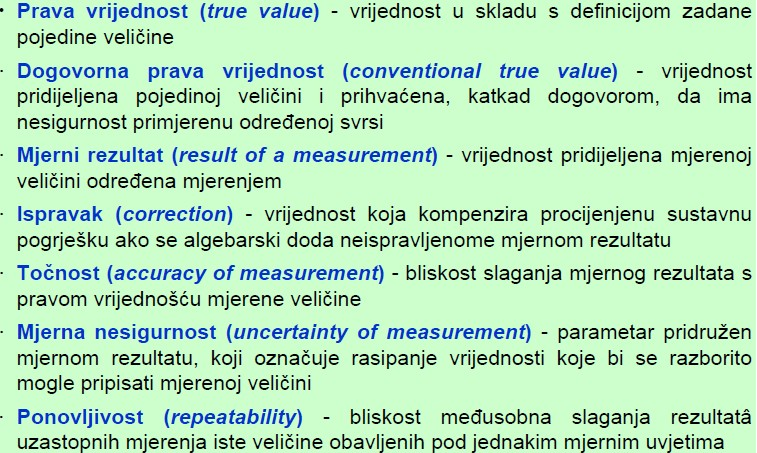 · Prava vrijednost (true value) - vrijednost u skladu s definicijom zadane
pojedine veličine
· Dogovorna prava vrijednost (conventional true value) - vrijednost
pridijeljena pojedinoj veličini i prihvaćena, katkad dogovorom, da ima
nesigurnost primjerenu određenoj svrsi
· Mjerni rezultat (result of a measurement) - vrijednost pridijeljena mjerenoj
veličini određena mjerenjem
· Ispravak (correction) - vrijednost koja kompenzira procijenjenu sustavnu
pogrješku ako se algebarski doda neispravljenome mjernom rezultatu
· Točnost (accuracy of measurement) - bliskost slaganja mjernog rezultata s
pravom vrijednošću mjerene veličine
· Mjerna nesigurnost (uncertainty of measurement) - parametar pridružen
mjernom rezultatu, koji označuje rasipanje vrijednosti koje bi se razborito
mogle pripisati mjerenoj veličini
· Ponovljivost (repeatability) - bliskost međusobna slaganja rezultatâ
uzastopnih mjerenja iste veličine obavljenih pod jednakim mjernim uvjetima